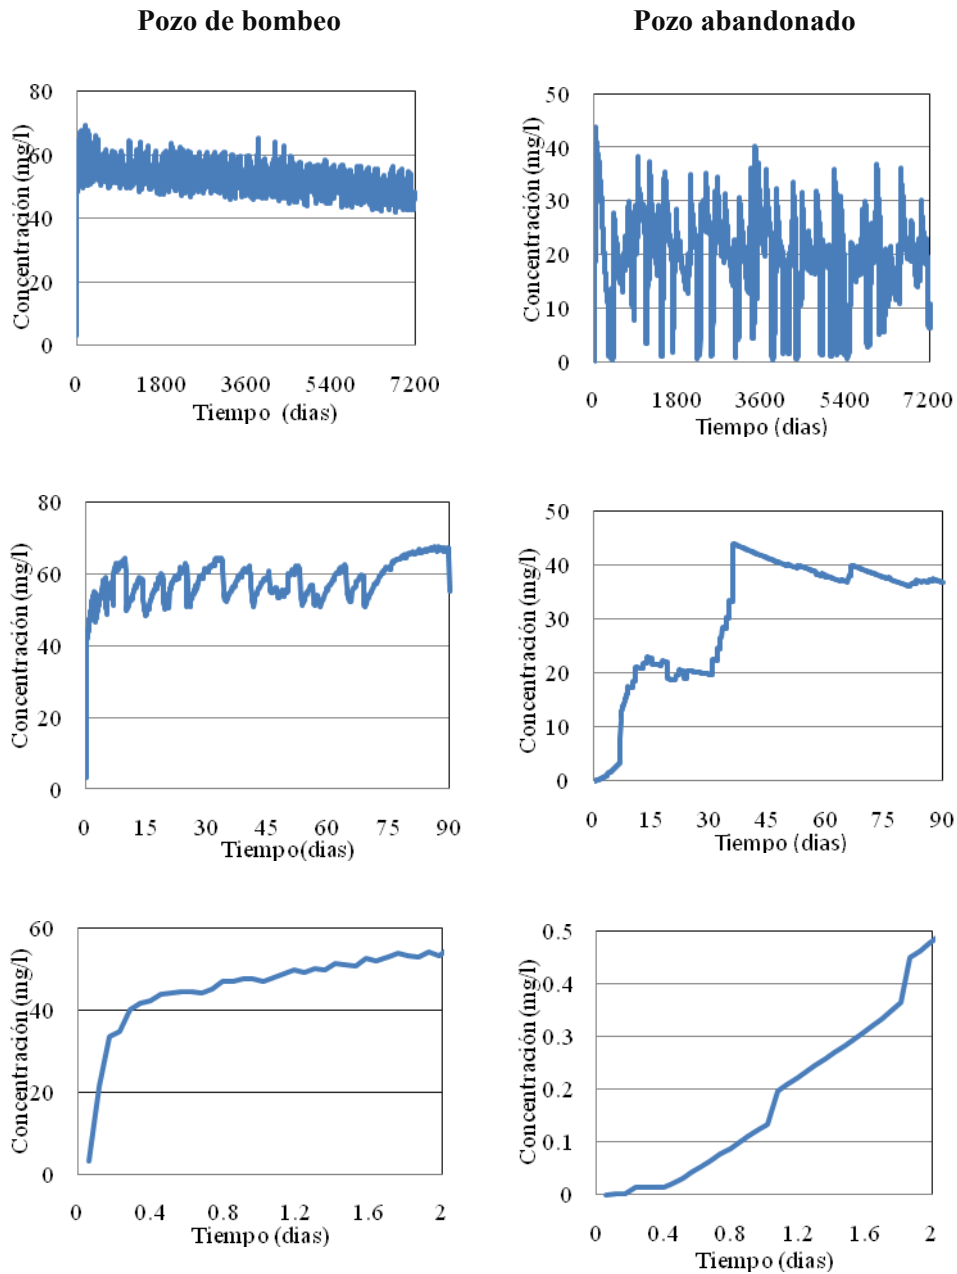 Pozo de bombeo
Pozo abandonado
Concentración (mg/l)
80
60
40
20
0
0 1800 3600 5400 7200
Tiempo (dias)
Concentración (mg/l)
50
40
30
20
10
0
0 1800 3600 5400 7200
Tiempo (dias)
Concentración (mg/l)
80
60
40
20
0
0 15 30 45 60 75 90
Tiempo(dias)
Concentración (mg/l)
50
40
30
20
10
0
0 15 30 45 60 75 90
Tiempo (dias)
Concentración (mg/l)
60
40
20
0
0 0.4 0.8 1.2 1.6 2
Tiempo (dias)
Concentración (mg/l)
0.5
0.4
0.3
0.2
0.1
0
0 0.4 0.8 1.2 1.6 2
Tiempo (dias)